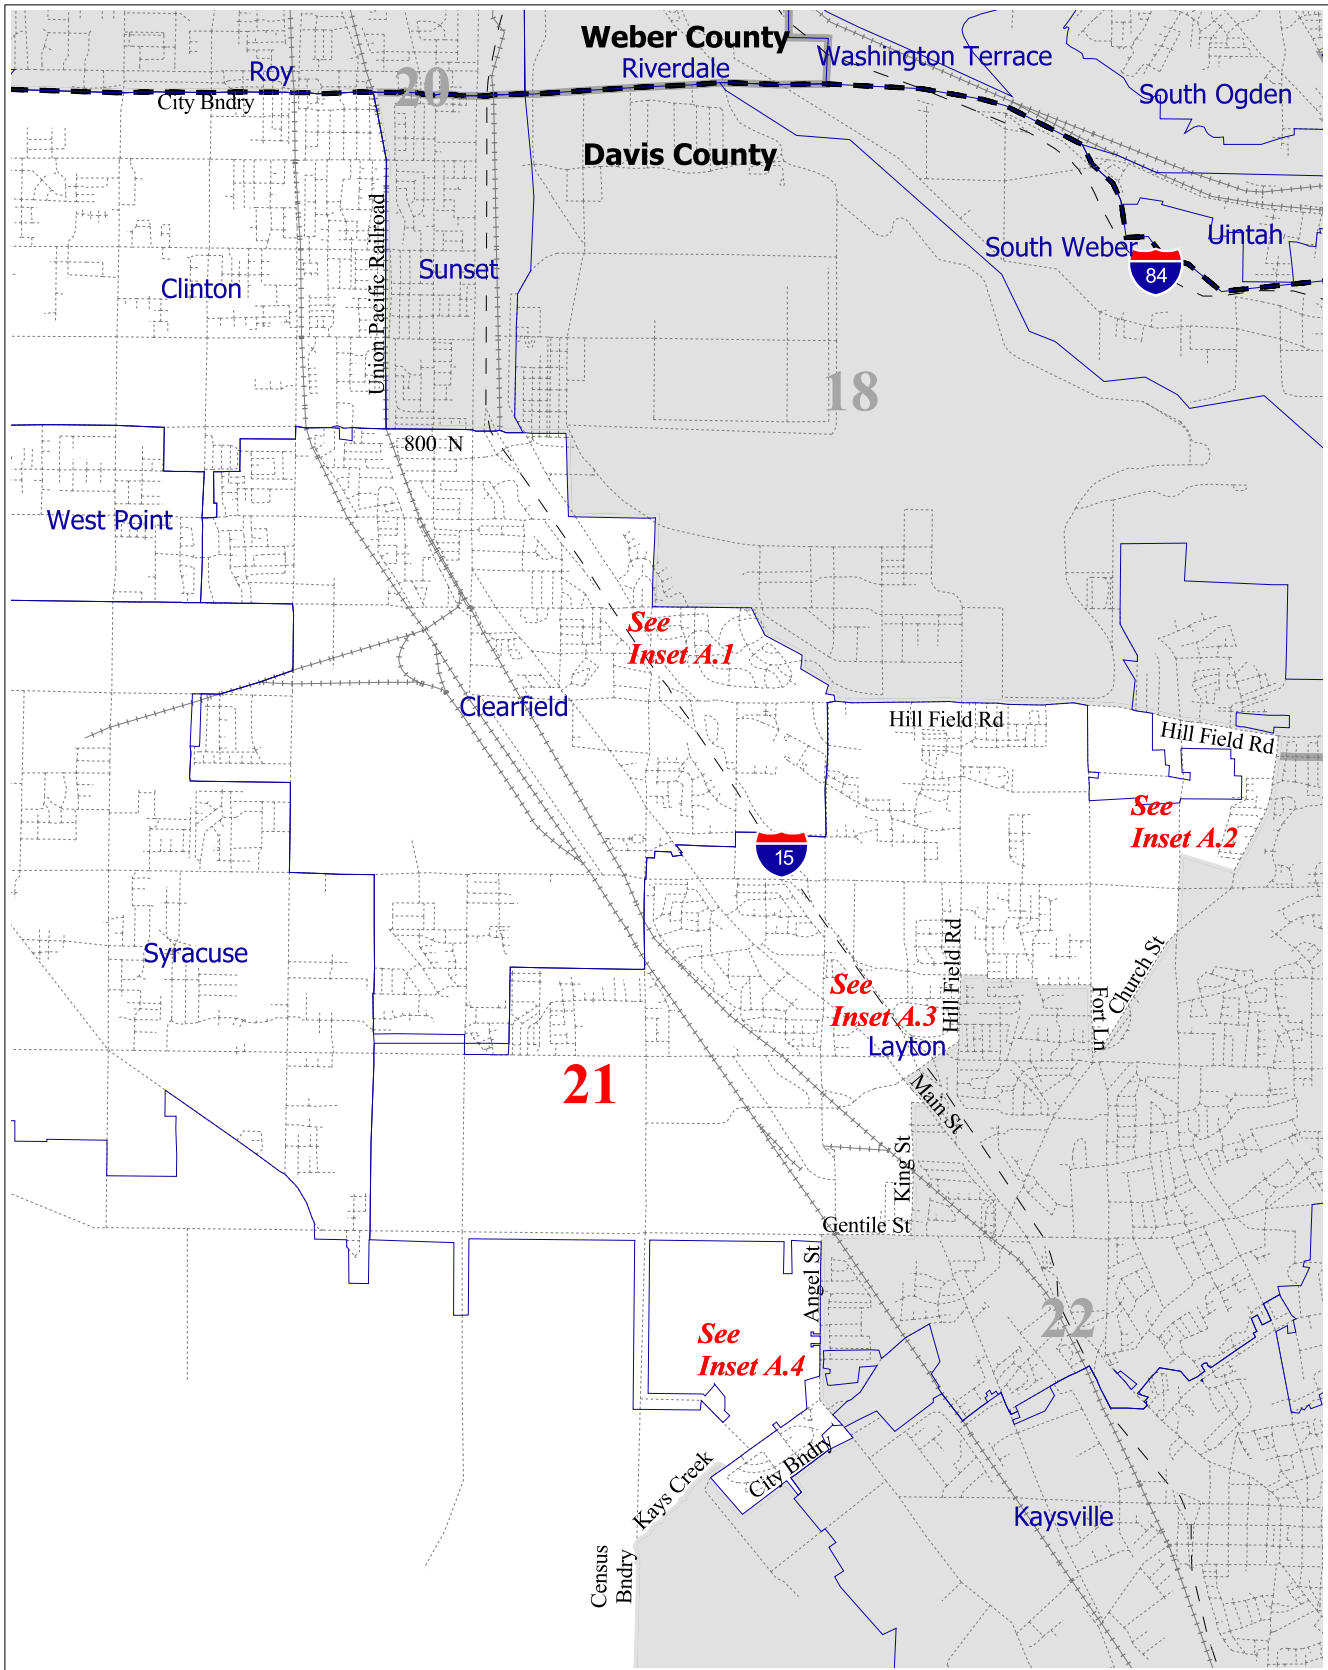 Weber County
Washington Terrace
Roy
20
Riverdale
City Bndry
South Ogden
Davis County
Union Pacific Railroad
South Weber
Uintah
84
Sunset
Clinton
18
800 N
West Point
See
Inset A.1
Clearfield
Hill Field Rd
Hill Field Rd
See
Inset A.2
15
Syracuse
Hill Field Rd
Church St
See
Inset A.3
Fort Ln
Layton
21
Main St
King St
Gentile St
Angel St
22
See
Inset A.4
Kays Creek
City Bndry
Kaysville
Census
Bndry